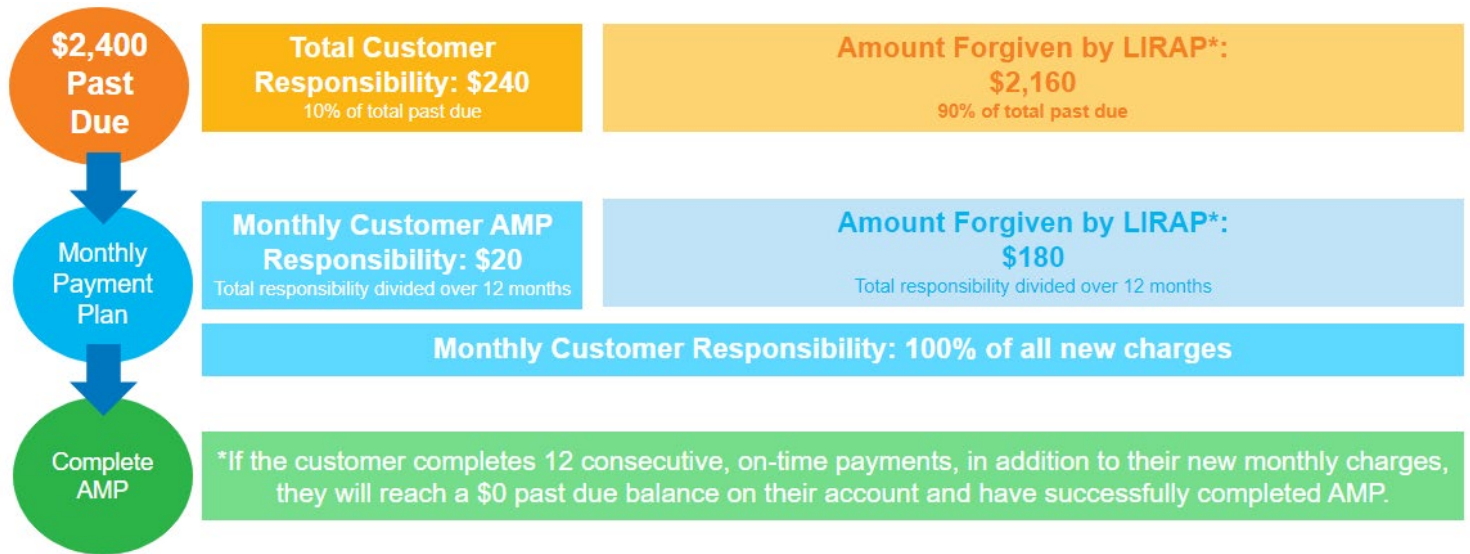 $2,400
Past
Due
Total Customer
Responsibility: $240
10% of total past due
Amount Forgiven by LIRAP*:
$2,160
90% of total past due
Monthly
Payment
Plan
Monthly Customer AMP
Responsibility: $20
Total responsibility divided over 12 months
Amount Forgiven by LIRAP*:
$180
Total responsibility divided over 12 months
Monthly Customer Responsibility: 100% of all new charges
Complete
AMP
*If the customer completes 12 consecutive, on-time payments, in addition to their new monthly charges,
they will reach a $0 past due balance on their account and have successfully completed AMP.